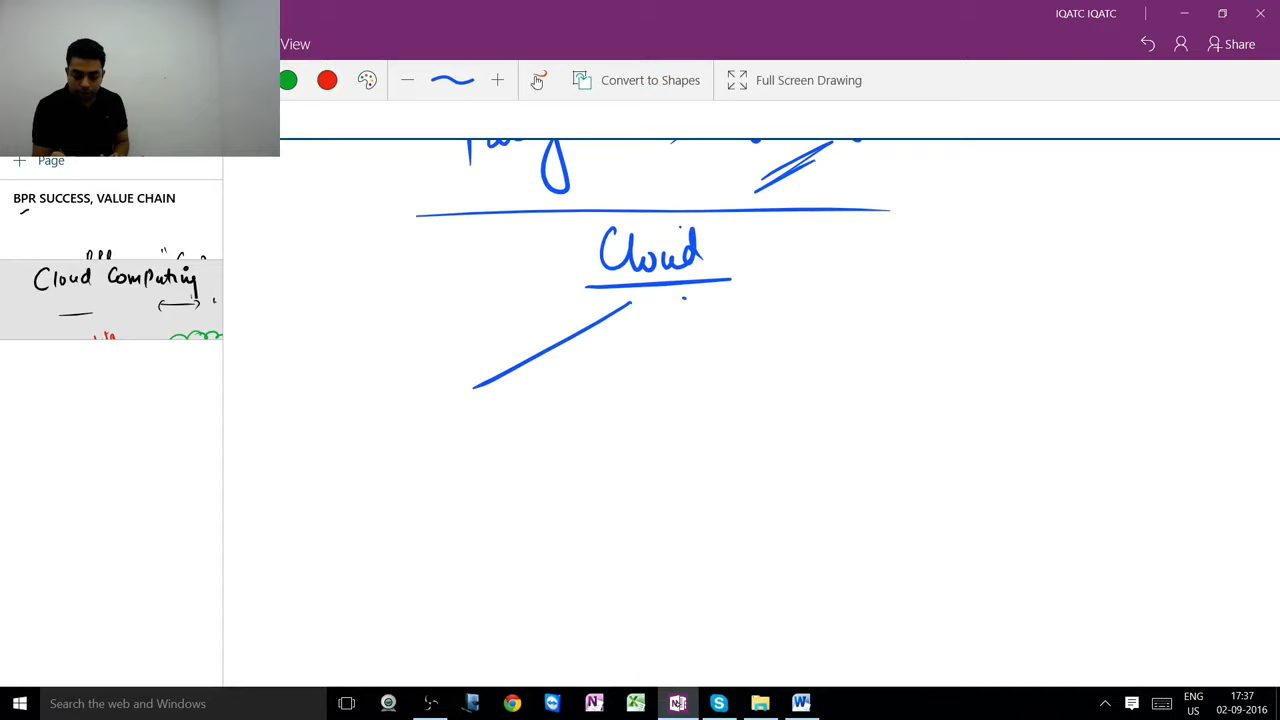 IQATC IQATC
View
Share
Convert to Shapes
Full Screen Drawing
Page
BPR SUCCESS, VALUE CHAIN
Cloud Computing
Cloud
Search the web and Windows
ENG
US
17:37
02-09-2016